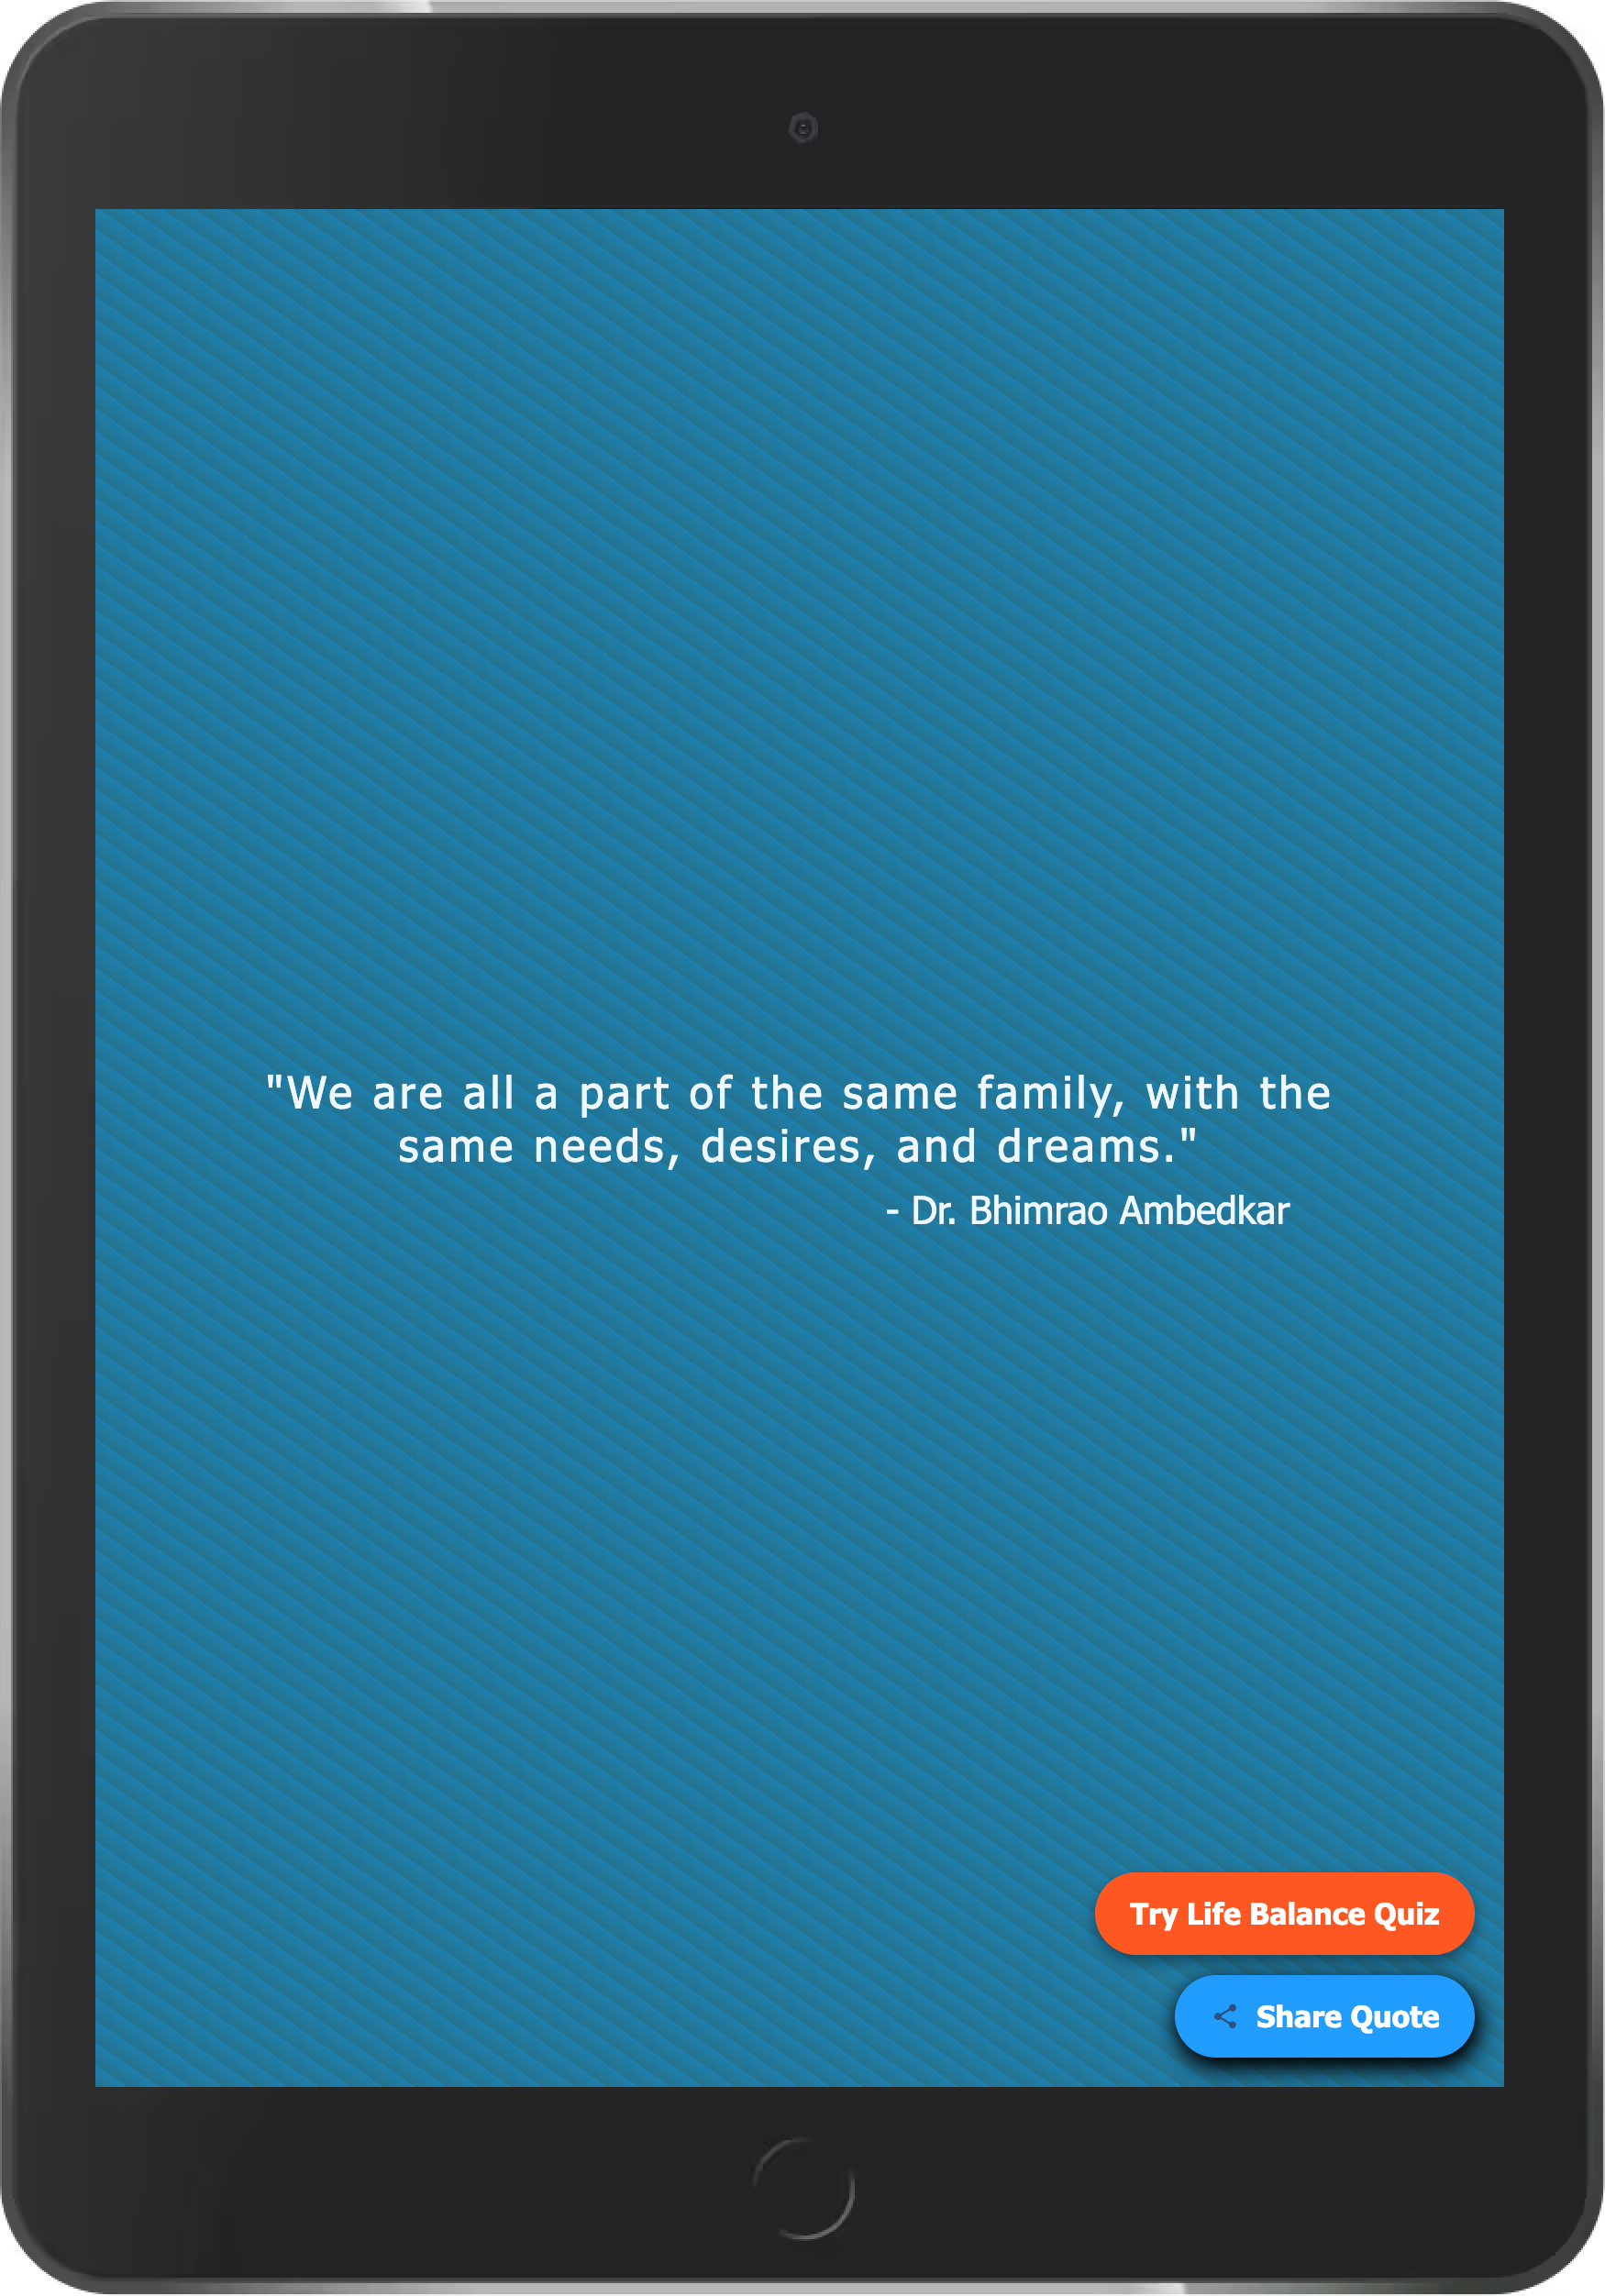 "We are all a part of the same family, with the
same needs, desires, and dreams."
- Dr. Bhimrao Ambedkar
Try Life Balance Quiz
Share Quote